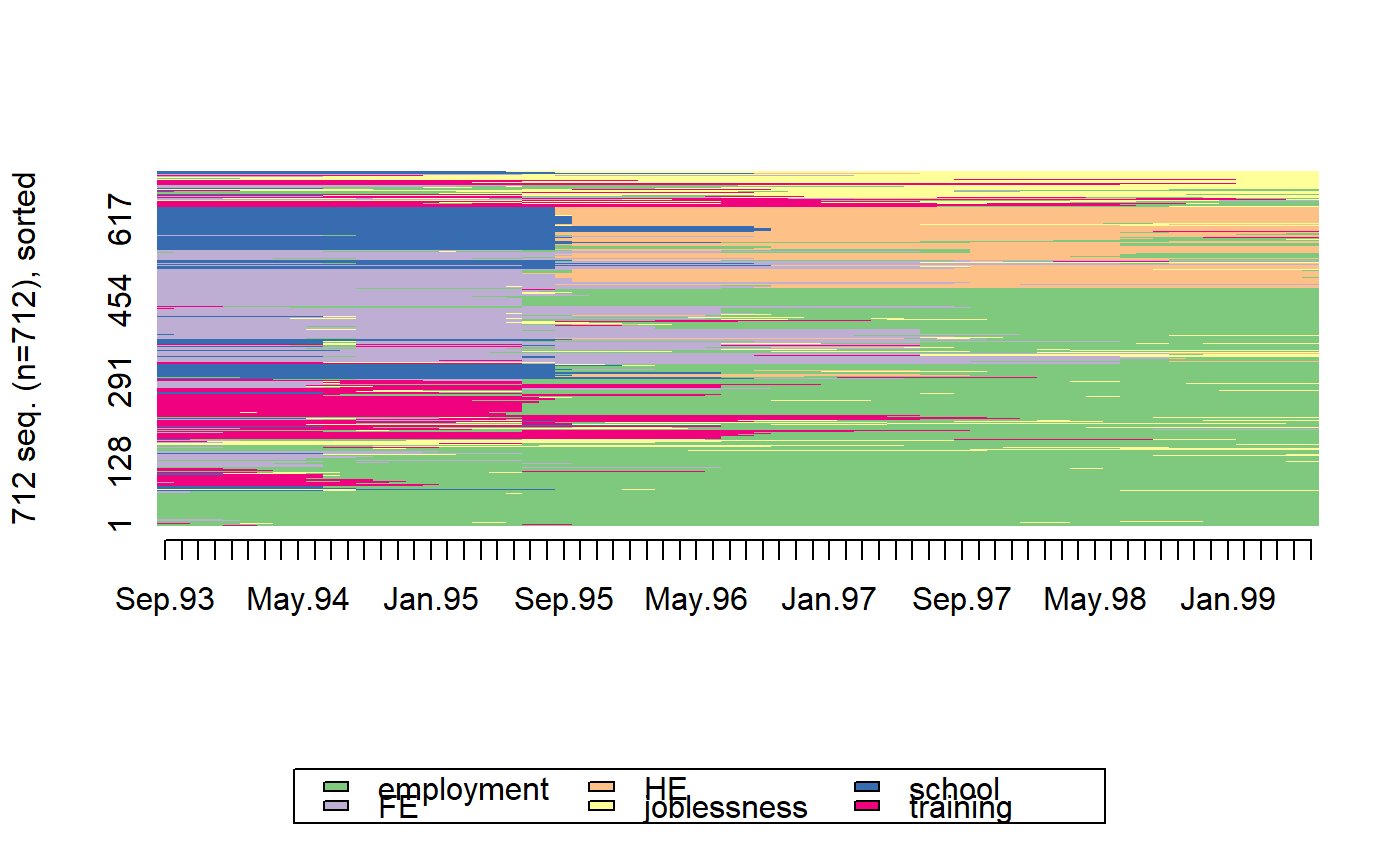 712 seq. (n=712), sorted
617
454
291
128
1
Sep.93 May.94 Jan.95 Sep.95 May.96 Jan.97 Sep.97 May.98 Jan.99
employment HE school
FE joblessness training